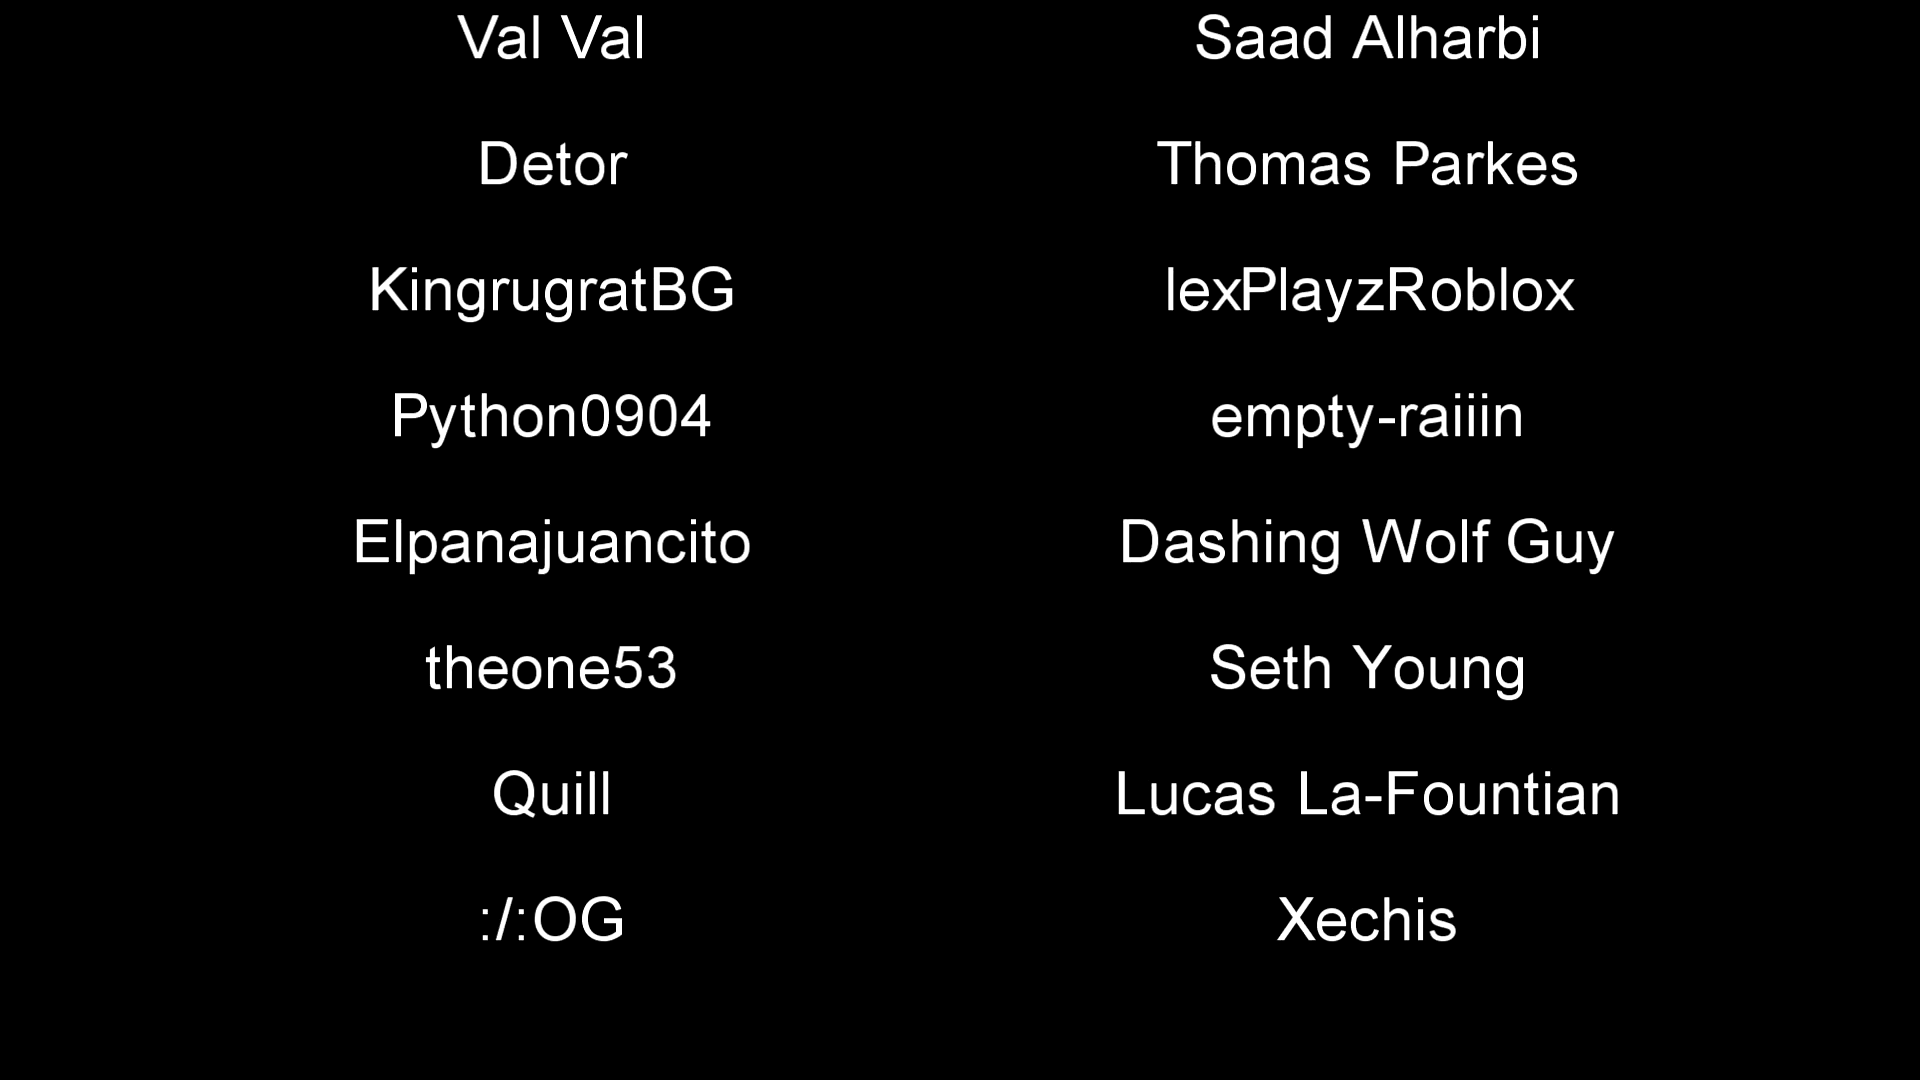 Val Val
Saad Alharbi
Detor
Thomas Parkes
KingrugratBG
lexPlayzRoblox
Python0904
empty-raiiin
Elpanajuancito
Dashing Wolf Guy
theone53
Seth Young
Quill
Lucas La-Fountian
:/:OG
Xechis